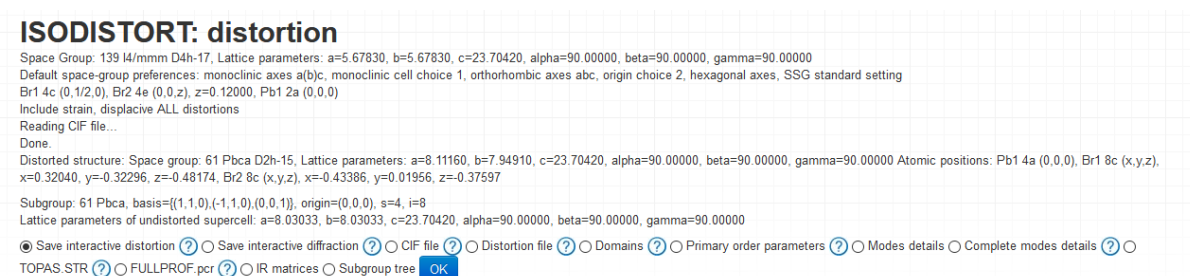 ISODISTORT: distortion
Space Group: 139 I4/mmm D4h-17, Lattice parameters: a=5.67830, b=5.67830, c=23.70420, alpha=90.00000, beta=90.00000, gamma=90.00000
Default space-group preferences: monoclinic axes a(b)c, monoclinic cell choice 1, orthorhombic axes abc, origin choice 2, hexagonal axes, SSG standard setting
Br1 4c (0,1/2,0), Br2 4e (0,0,z), z=0.12000, Pb1 2a (0,0,0)
Include strain, displacive ALL distortions
Reading CIF file...
Done.
Distorted structure: Space group: 61 Pbca D2h-15, Lattice parameters: a=8.11160, b=7.94910, c=23.70420, alpha=90.00000, beta=90.00000, gamma=90.00000 Atomic positions: Pb1 4a (0,0,0), Br1 8c (x,y,z),
x=0.32040, y=-0.32296, z=-0.48174, Br2 8c (x,y,z), x=-0.43386, y=0.01956, z=-0.37597
Subgroup: 61 Pbca, basis={(1,1,0),(-1,1,0),(0,0,1)}, origin=(0,0,0), s=4, i=8
Lattice parameters of undistorted supercell: a=8.03033, b=8.03033, c=23.70420, alpha=90.00000, beta=90.00000, gamma=90.00000
Save interactive distortion ? Save interactive diffraction ? CIF file ? Distortion file ? Domains ? Primary order parameters ? Modes details Complete modes details ?
TOPAS.STR ? FULLPROF.pcr ? IR matrices Subgroup tree OK